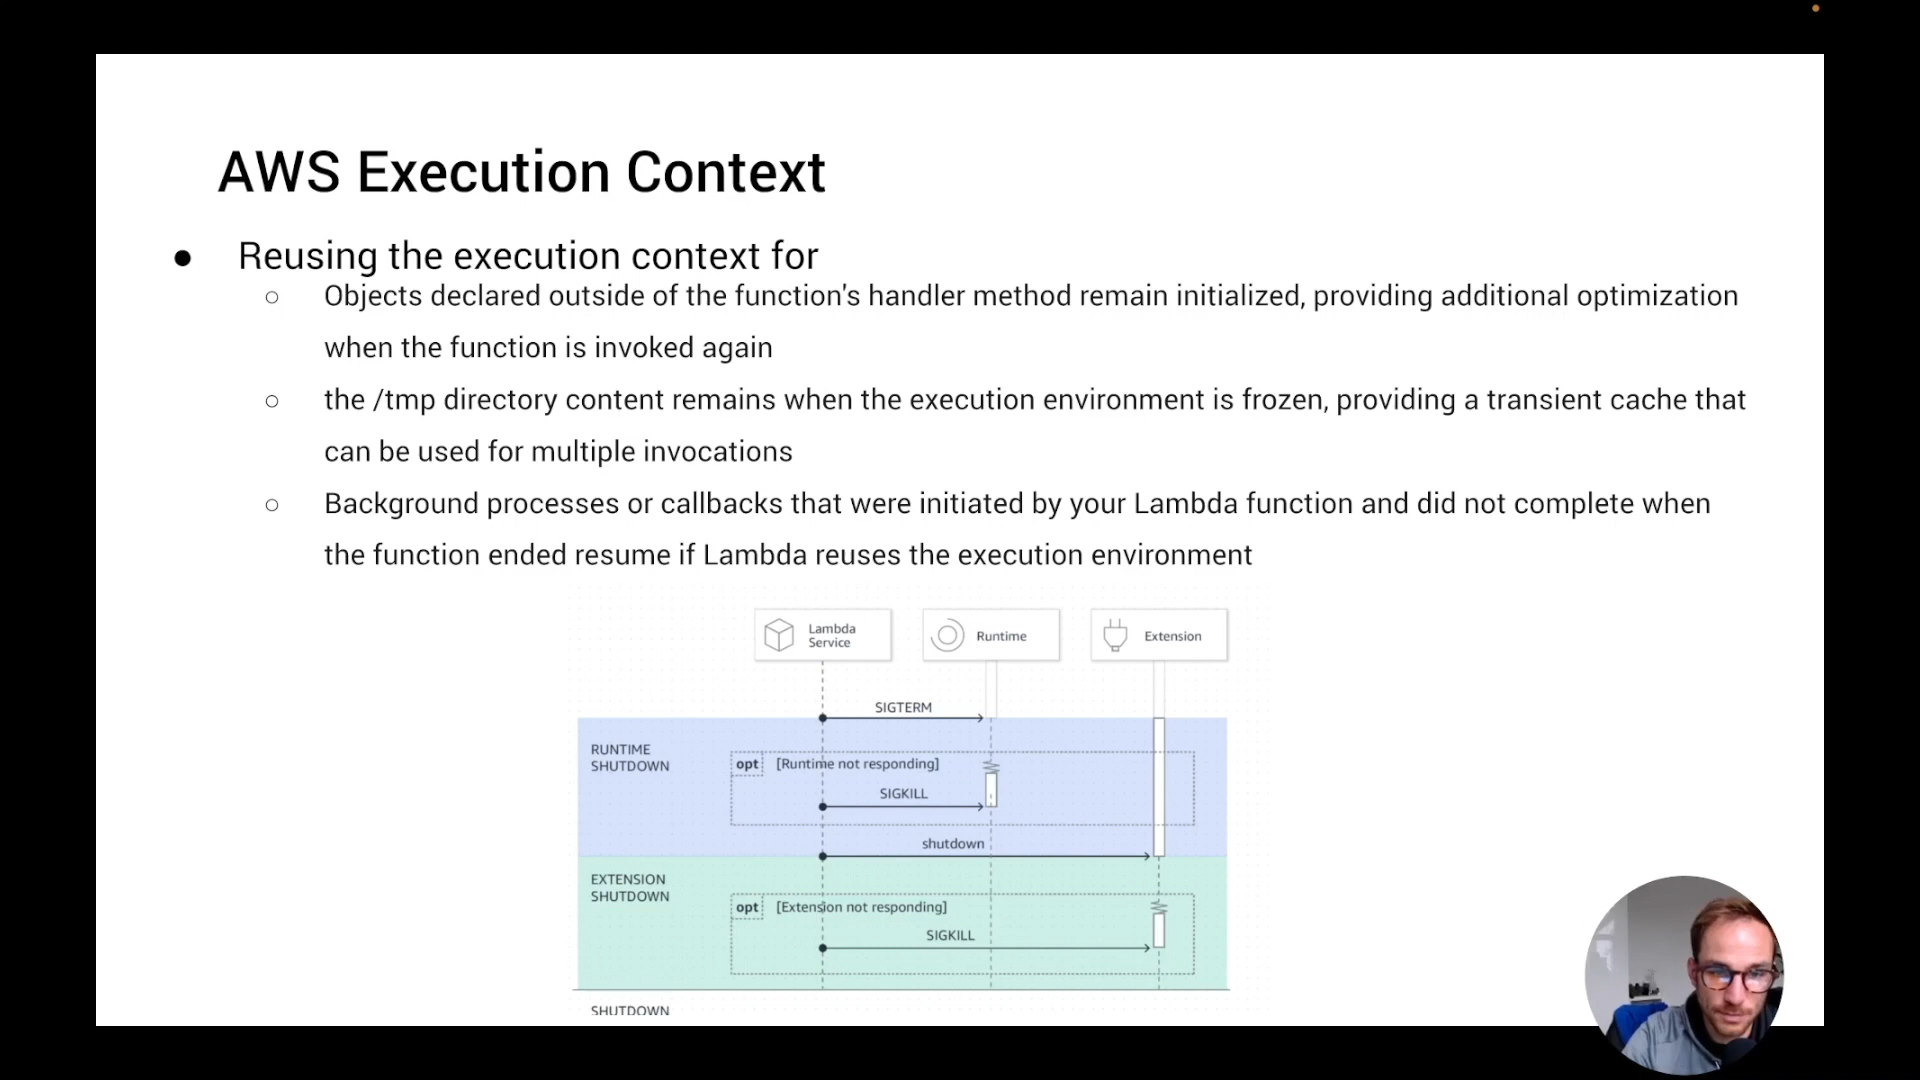 AWS Execution Context
● Reusing the execution context for
○ Objects declared outside of the function's handler method remain initialized, providing additional optimization
when the function is invoked again
○ the /tmp directory content remains when the execution environment is frozen, providing a transient cache that
can be used for multiple invocations
○ Background processes or callbacks that were initiated by your Lambda function and did not complete when
the function ended resume if Lambda reuses the execution environment
Lambda
Service
Runtime
Extension
SIGTERM
RUNTIME
SHUTDOWN
opt [Runtime not responding]
SIGKILL
shutdown
EXTENSION
SHUTDOWN
opt [Extension not responding]
SIGKILL
SHUTDOWN